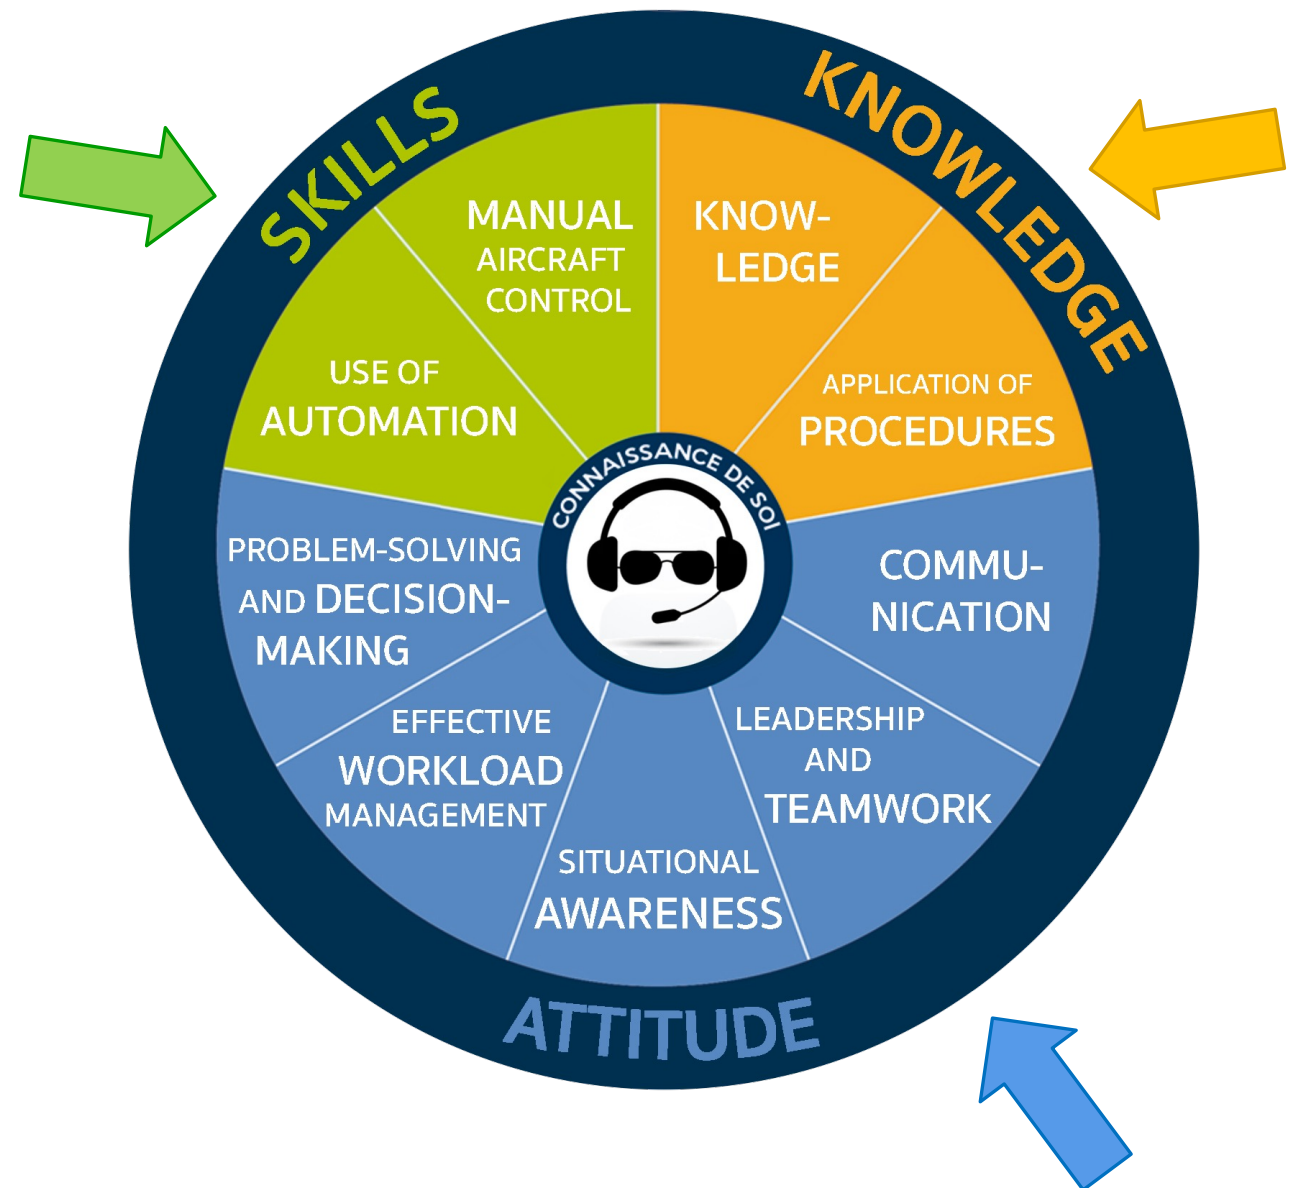 SKILLS
KNOWLEDGE
MANUAL
AIRCRAFT
CONTROL
KNOW-
LEDGE
USE OF
AUTOMATION
APPLICATION OF
PROCEDURES
CONNAISSANCE DE SOI
PROBLEM-SOLVING
AND DECISION-
MAKING
COMMU-
NICATION
EFFECTIVE
WORKLOAD
MANAGEMENT
LEADERSHIP
AND
TEAMWORK
SITUATIONAL
AWARENESS
ATTITUDE